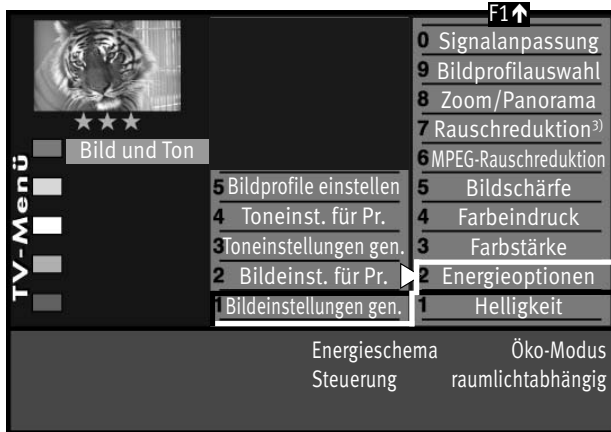 F1↑
0 Signalanpassung
9 Bildprofilauswahl
8 Zoom/Panorama
7 Rauschreduktion3)
6 MPEG-Rauschreduktion
5 Bildschärfe
4 Farbeindruck
3 Farbstärke
2 Energieoptionen
1 Helligkeit
5 Bildprofile einstellen
4 Toneinst. für Pr.
3 Toneinstellungen gen.
2 Bildeinst. für Pr.
1 Bildeinstellungen gen.
Bild und Ton
TV-Menü
Energieschema Öko-Modus
Steuerung raumlichtabhängig